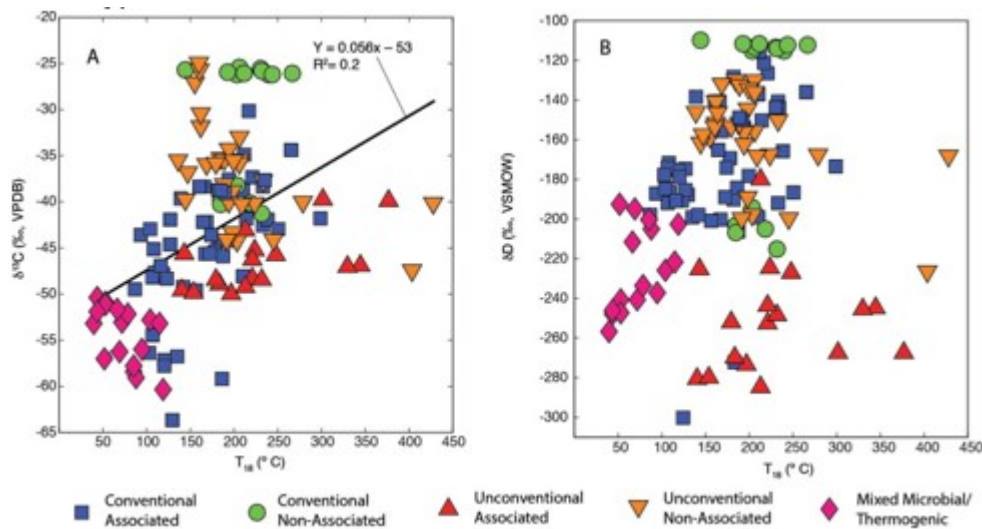 A
Y = 0.056x – 53
R²= 0.2
-20
-25
-30
-35
-40
-45
-50
-55
-60
-65
δ¹³C (‰, VPDB)
0 50 100 150 200 250 300 350 400 450
T₁₈ (° C)
B
-100
-120
-140
-160
-180
-200
-220
-240
-260
-280
-300
δD (‰, VSMOW)
0 50 100 150 200 250 300 350 400 450
T₁₈ (° C)
Conventional Associated
Conventional Non-Associated
Unconventional Associated
Unconventional Non-Associated
Mixed Microbial/ Thermogenic